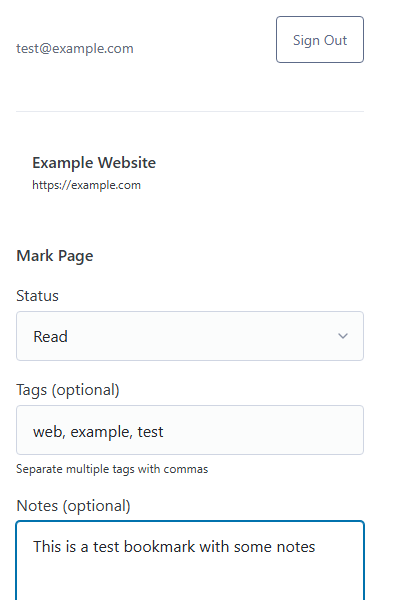 test@example.com
Sign Out
Example Website
https://example.com
Mark Page
Status
Read
Tags (optional)
web, example, test
Separate multiple tags with commas
Notes (optional)
This is a test bookmark with some notes